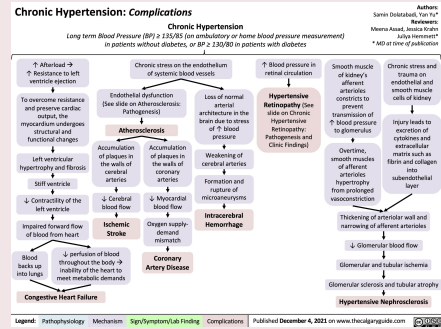 Chronic Hypertension: Complications
Authors:
Samin Dolatabadi, Yan Yu*
Reviewers:
Meena Assad, Jessica Krahn
Juliya Hemmett*
* MD at time of publication
Chronic Hypertension
Long term Blood Pressure (BP) ≥ 135/85 (on ambulatory or home blood pressure measurement)
in patients without diabetes, or BP ≥ 130/80 in patients with diabetes
↑ Afterload →
↑ Resistance to left
ventricle ejection
To overcome resistance
and preserve cardiac
output, the
myocardium undergoes
structural and
functional changes
Left ventricular
hypertrophy and fibrosis
Stiff ventricle
↓ Contractility of the
left ventricle
Impaired forward flow
of blood from heart
Blood
backs up
into lungs
↓ perfusion of blood
throughout the body →
inability of the heart to
meet metabolic demands
Congestive Heart Failure
Chronic stress on the endothelium
of systemic blood vessels
Endothelial dysfunction
(See slide on Atherosclerosis:
Pathogenesis)
Atherosclerosis
Accumulation
of plaques in
the walls of
cerebral
arteries
↓ Cerebral
blood flow
Ischemic
Stroke
Accumulation
of plaques in
the walls of
coronary
arteries
↓ Myocardial
blood flow
Oxygen supply-
demand
mismatch
Coronary
Artery Disease
Loss of normal
arterial
architecture in the
brain due to stress
of ↑ blood
pressure
Weakening of
cerebral arteries
Formation and
rupture of
microaneurysms
Intracerebral
Hemorrhage
↑ Blood pressure in
retinal circulation
Hypertensive
Retinopathy (See
slide on Chronic
Hypertensive
Retinopathy:
Pathogenesis and
Clinic Findings)
Smooth muscle
of kidney's
afferent
arterioles
constricts to
prevent
transmission of
↑ blood pressure
to glomerulus
Overtime,
smooth muscles
of afferent
arterioles
hypertrophy
from prolonged
vasoconstriction
Chronic stress and
trauma on
endothelial and
smooth muscle
cells of kidney
Injury leads to
excretion of
cytokines and
extracellular
matrix such as
fibrin and collagen
into
subendothelial
layer
Thickening of arteriolar wall and
narrowing of afferent arterioles
↓ Glomerular blood flow
Glomerular and tubular ischemia
Glomerular sclerosis and tubular atrophy
Hypertensive Nephrosclerosis
Legend: Pathophysiology Mechanism Sign/Symptom/Lab Finding Complications Published December 4, 2021 on www.thecalgaryguide.com